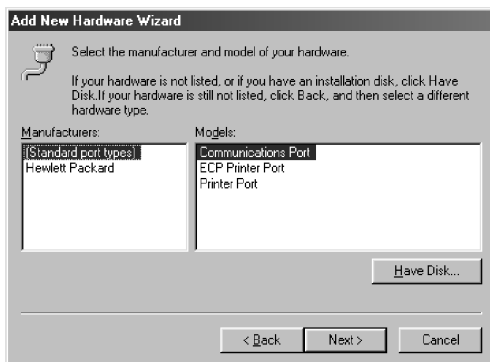 Add New Hardware Wizard
Select the manufacturer and model of your hardware.
If your hardware is not listed, or if you have an installation disk, click Have
Disk.If your hardware is still not listed, click Back, and then select a different
hardware type.
Manufacturers:
Models:
(Standard port types)
Hewlett Packard
Communications Port
ECP Printer Port
Printer Port
Have Disk...
< Back
Next >
Cancel